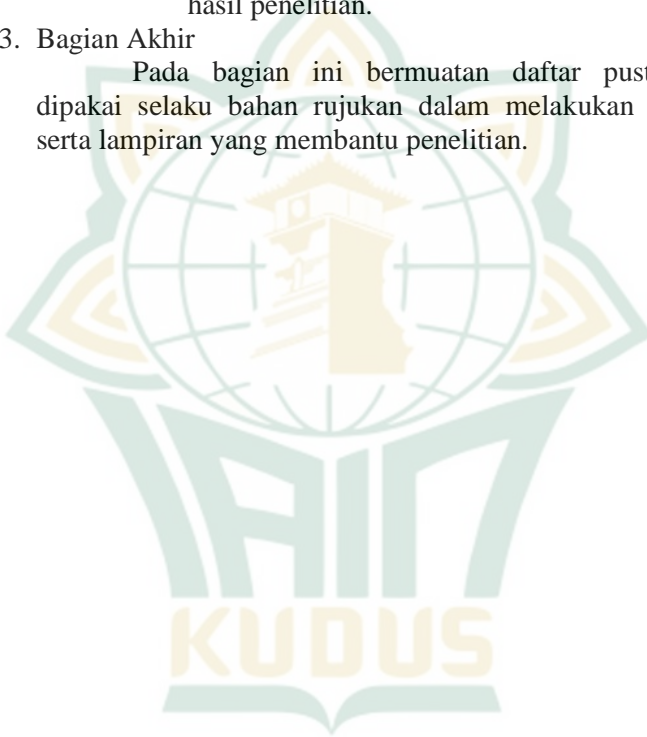 hasil penelitian.
3. Bagian Akhir
Pada bagian ini bermuatan daftar
dipakai selaku bahan rujukan dalam melakukan
serta lampiran yang membantu penelitian.
IAIN
KUDUS